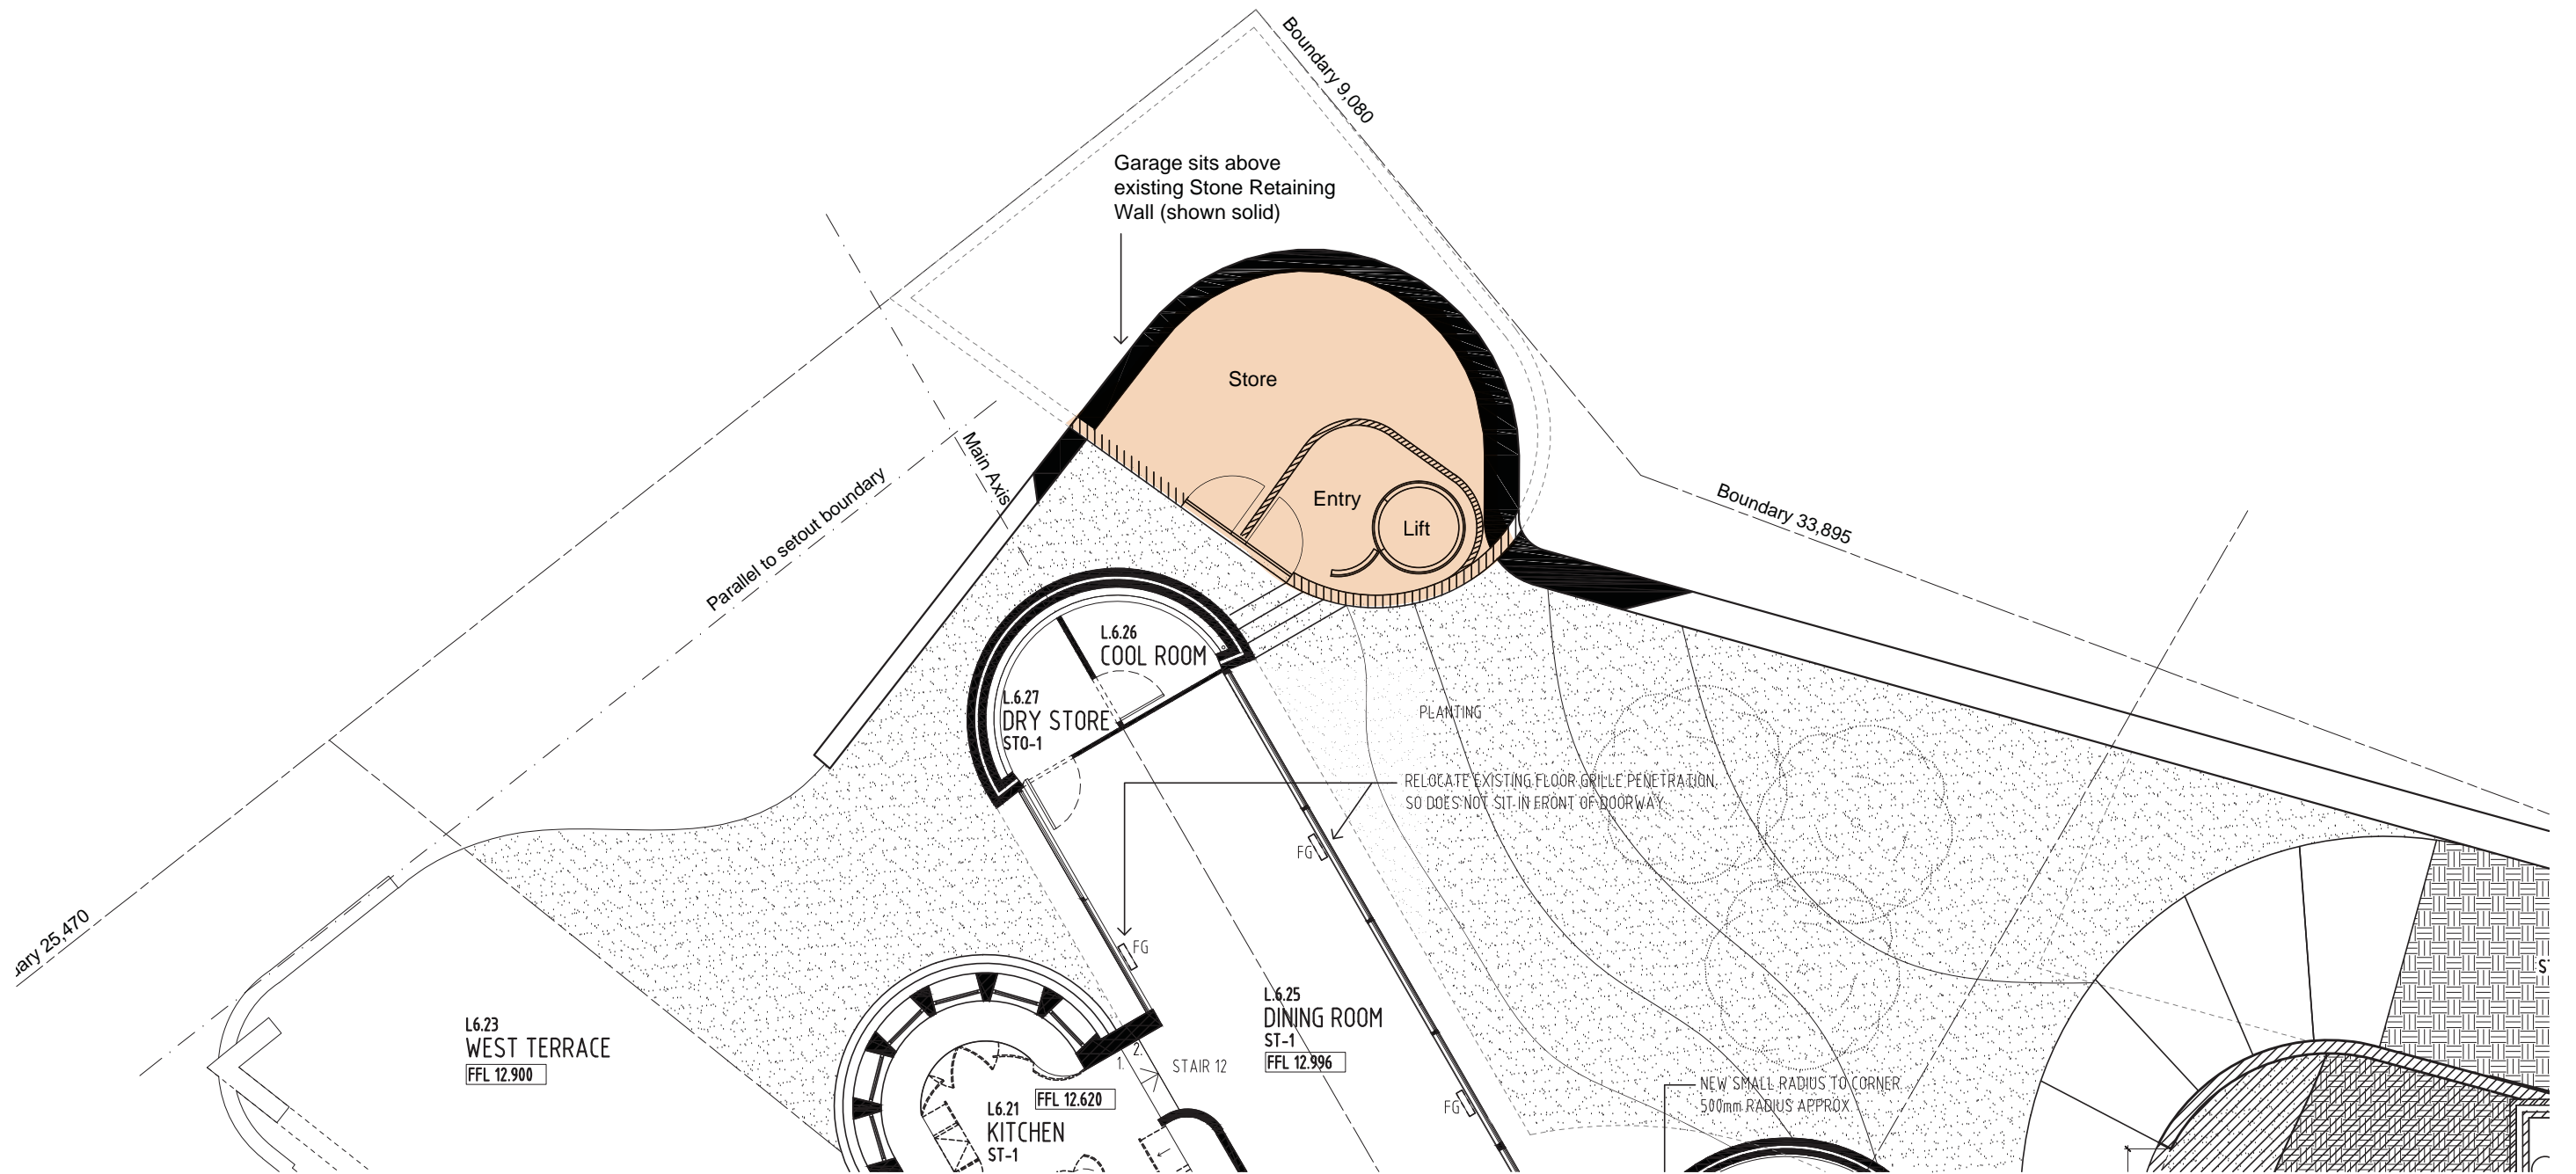 Boundary 9,080
Garage sits above
existing Stone Retaining
Wall (shown solid)
Store
Main Axis
Entry
Lift
Boundary 33,895
Parallel to setout boundary
L.6.26
COOL ROOM
L.6.27
DRY STORE
STO-1
PLANTING
RELOCATE EXISTING FLOOR GRILLE PENETRATION
SO DOES NOT SIT IN FRONT OF DOORWAY
FG
FG
ary 25,470
L6.23
WEST TERRACE
FFL 12.900
L.6.25
DINING ROOM
ST-1
FFL 12.996
2.
1.
STAIR 12
FFL 12.620
L6.21
KITCHEN
ST-1
FG
NEW SMALL RADIUS TO CORNER
500mm RADIUS APPROX